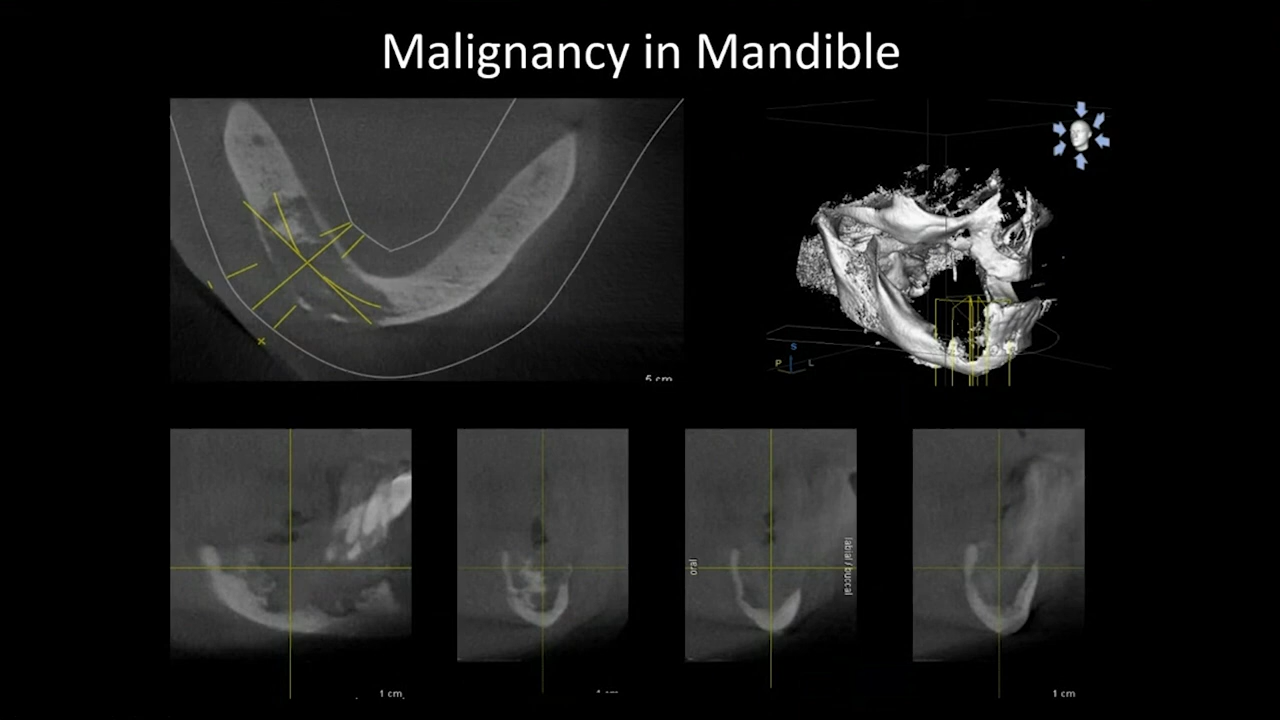 Malignancy in Mandible
5 cm
S
P
L
oral
labial / buccal
1 cm
1 cm